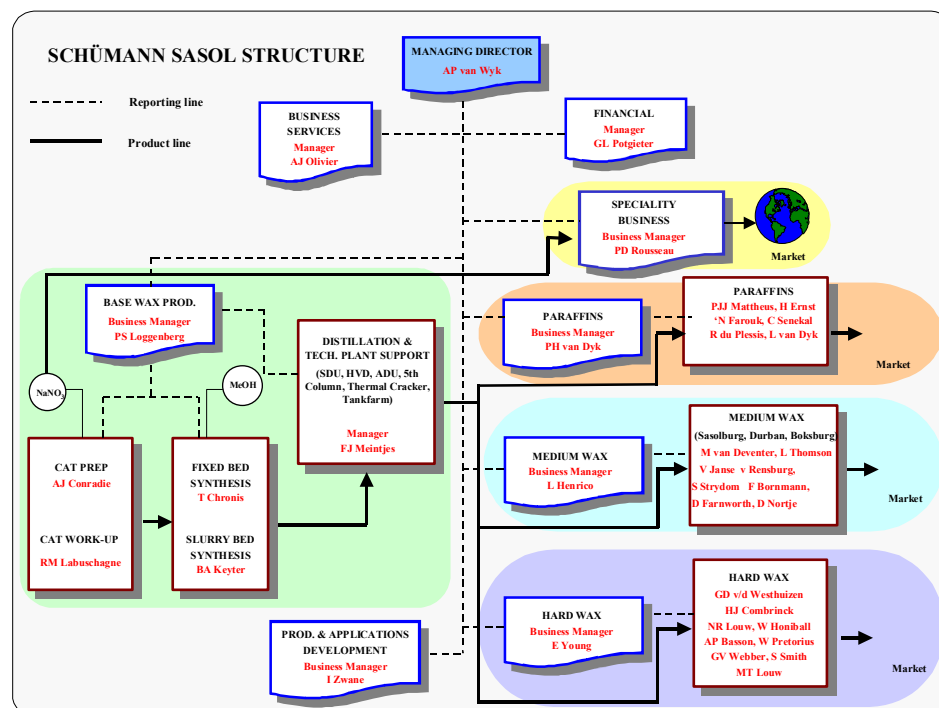 SCHÜMANN SASOL STRUCTURE
Reporting line
Product line
MANAGING DIRECTOR
AP van Wyk
BUSINESS
SERVICES
Manager
AJ Olivier
FINANCIAL
Manager
GL Potgieter
SPECIALITY
BUSINESS
Business Manager
PD Rousseau
Market
BASE WAX PROD.
Business Manager
PS Loggenberg
NaNO3
MeOH
DISTILLATION &
TECH. PLANT SUPPORT
(SDU, HVD, ADU, 5th
Column, Thermal Cracker,
Tankfarm)
Manager
FJ Meintjes
CAT PREP
AJ Conradie
CAT WORK-UP
RM Labuschagne
FIXED BED
SYNTHESIS
T Chronis
SLURRY BED
SYNTHESIS
BA Keyter
PARAFFINS
Business Manager
PH van Dyk
PARAFFINS
PJJ Mattheus, H Ernst
‘N Farouk, C Senekal
R du Plessis, L van Dyk
Market
MEDIUM WAX
Business Manager
L Henrico
MEDIUM WAX
(Sasolburg, Durban, Boksburg)
M van Deventer, L Thomson
V Janse v Rensburg,
S Strydom F Bornmann,
D Farnworth, D Nortje
Market
HARD WAX
Business Manager
E Young
HARD WAX
GD v/d Westhuizen
HJ Combrinck
NR Louw, W Honiball
AP Basson, W Pretorius
GV Webber, S Smith
MT Louw
Market
PROD. & APPLICATIONS
DEVELOPMENT
Business Manager
I Zwane